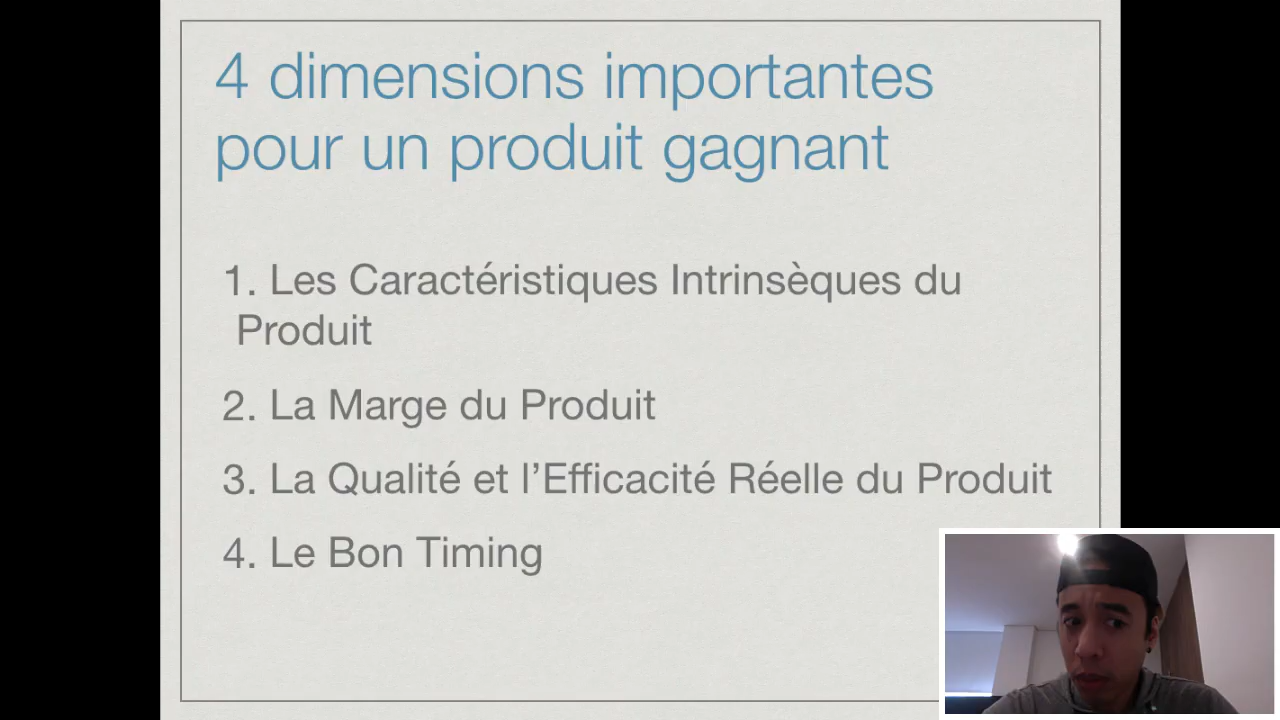 4 dimensions importantes
pour un produit gagnant
1. Les Caractéristiques Intrinsèques du
Produit
2. La Marge du Produit
3. La Qualité et l’Efficacité Réelle du Produit
4. Le Bon Timing